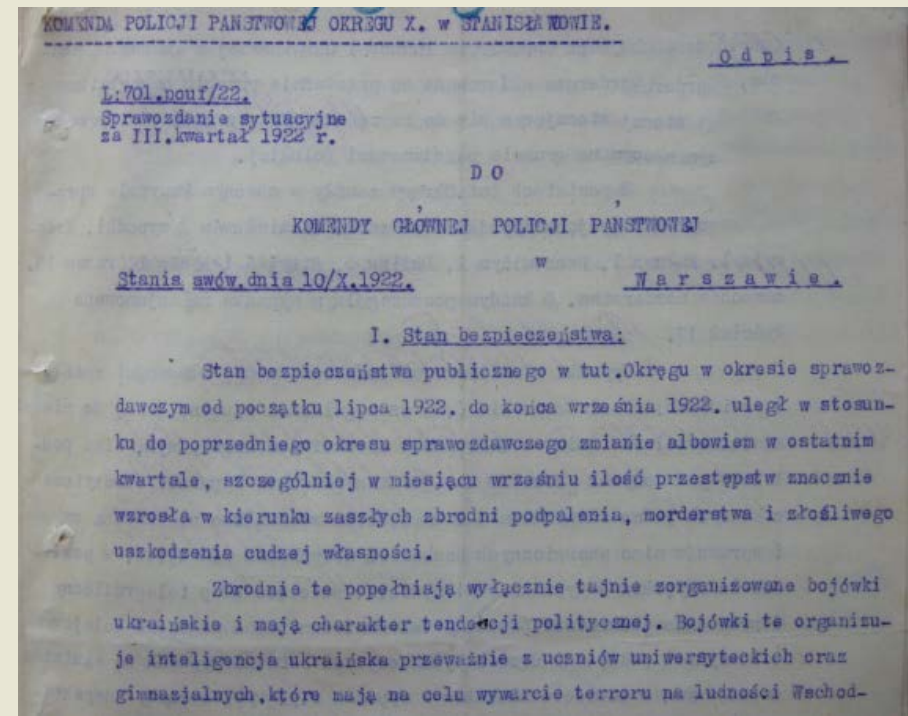 KOMENDA POLICJI PAŃSTWOWEJ OKRĘGU X. w STANISŁAWOWIE.
Odpis.
L:701.pouf/22.
Sprawozdanie sytuacyjne
za III.kwartał 1922 r.
DO
KOMENDY GŁÓWNEJ POLICJI PAŃSTWOWEJ
w
Stanis awów.dnia 10/X.1922.
Warszawie.
I. Stan bezpieczeństwa:
Stan bezpieczeństwa publicznego w tut.Okręgu w okresie sprawoz-
dawczym od początku lipca 1922. do końca września 1922. uległ w stosun-
ku do poprzedniego okresu sprawozdawczego zmianie albowiem w ostatnim
kwartale, szczególniej w miesiącu wrześniu ilość przestępstw znacznie
wzrosła w kierunku zaszłych zbrodni podpalenia, morderstwa i złośliwego
uszkodzenia cudzej własności.
Zbrodnie te popełniają wyłącznie tajnie zorganizowane bojówki
ukraińskie i mają charakter tendencji politycznej. Bojówki te organizu-
je inteligencja ukraińska przeważnie z uczniów uniwersyteckich oraz
gimnazjalnych.które mają na celu wywarcie terroru na ludności Wschod-